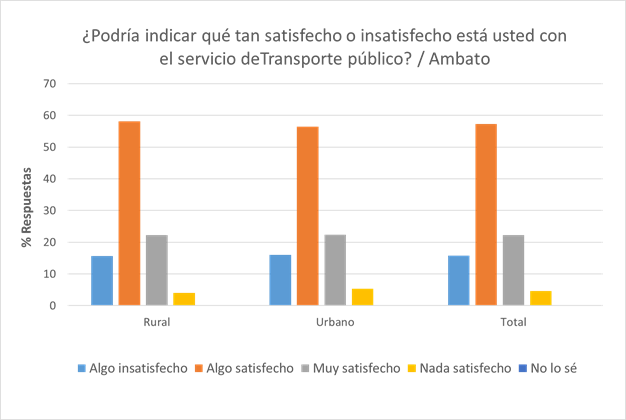 ¿Podría indicar qué tan satisfecho o insatisfecho está usted con
el servicio deTransporte público? / Ambato
70
60
50
40
30
20
10
0
% Respuestas
Rural Urbano Total
Algo insatisfecho Algo satisfecho Muy satisfecho Nada satisfecho No lo sé